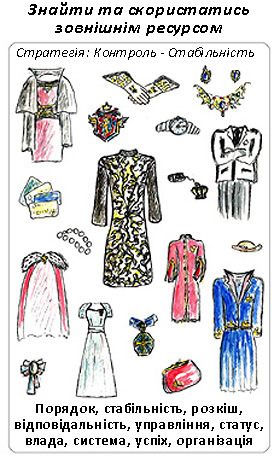 Знайти та скористатись
зовнішнім ресурсом
Стратегія: Контроль - Стабільність
Порядок, стабільність, розкіш,
відповідальність, управління, статус,
влада, система, успіх, організація